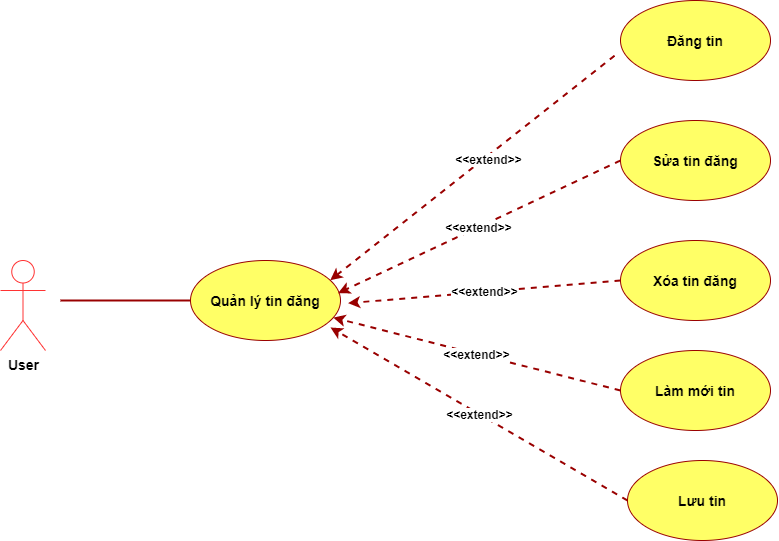 Đăng tin
<<extend>>
Sửa tin đăng
<<extend>>
Xóa tin đăng
<<extend>>
Quản lý tin đăng
User
<<extend>>
Làm mới tin
<<extend>>
Lưu tin